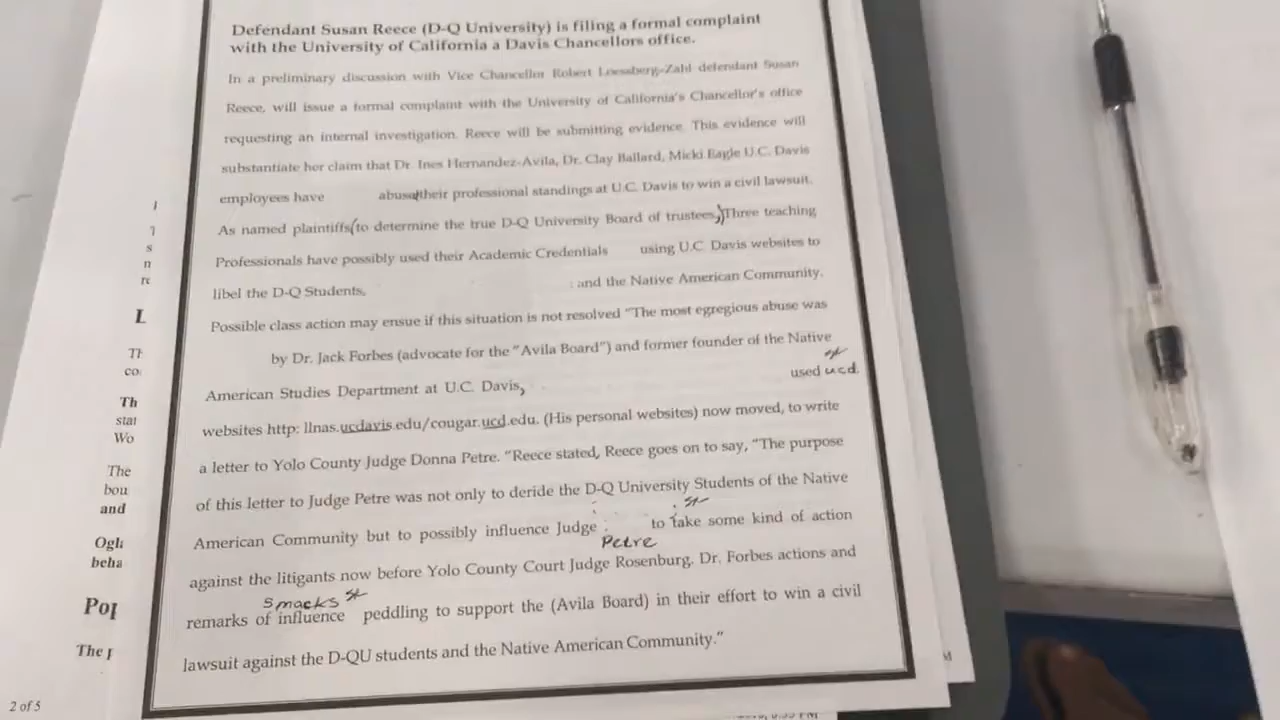 Defendant Susan Reece (D-Q University) is filing a formal complaint
with the University of California a Davis Chancellors office.
In a preliminary discussion with Vice Chancellor Robert Loessberg-Zahl defendant Susan
Reece, will issue a formal complaint with the University of California's Chancellor's office
requesting an internal investigation. Reece will be submitting evidence. This evidence will
substantiate her claim that Dr. Ines Hernandez-Avila, Dr. Clay Ballard, Micki Eagle U.C. Davis
employees have abuse their professional standings at U.C. Davis to win a civil lawsuit.
As named plaintiffs (to determine the true D-Q University Board of trustees,) Three teaching
Professionals have possibly used their Academic Credentials using U.C. Davis websites to
libel the D-Q Students, and the Native American Community.
Possible class action may ensue if this situation is not resolved "The most egregious abuse was
by Dr. Jack Forbes (advocate for the "Avila Board") and former founder of the Native
American Studies Department at U.C. Davis, used ucd.
websites http: llnas.ucdavis.edu/cougar.ucd.edu. (His personal websites) now moved, to write
a letter to Yolo County Judge Donna Petre. "Reece stated, Reece goes on to say, "The purpose
of this letter to Judge Petre was not only to deride the D-Q University Students of the Native
American Community but to possibly influence Judge to take some kind of action
Petre
against the litigants now before Yolo County Court Judge Rosenburg. Dr. Forbes actions and
smacks
remarks of influence peddling to support the (Avila Board) in their effort to win a civil
lawsuit against the D-QU students and the Native American Community."
L
Th
co
Th
stat
Wo
The
bou
and
Ogla
beha
Pop
The p
2 of 5